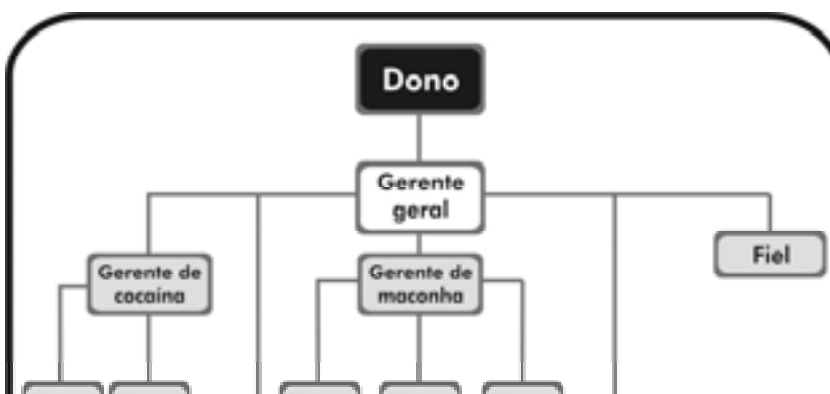 Dono
Gerente
geral
Gerente de
cocaína
Gerente de
maconha
Fiel